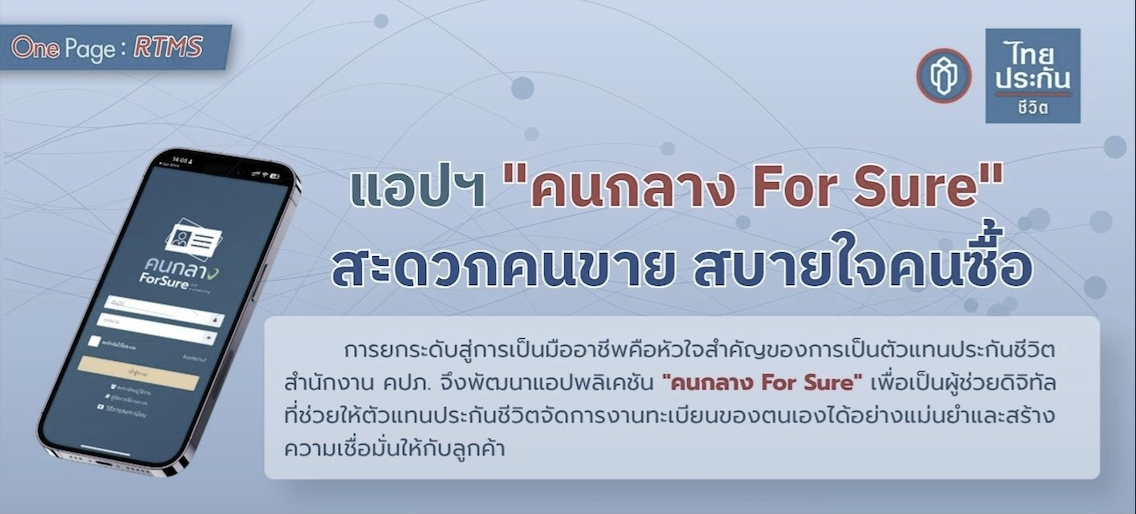 One Page : RTMS
ไทย
ประกัน
ชีวิต
แอปฯ "คนกลาง For Sure"
สะดวกคนขาย สบายใจคนซื้อ
14:05
คนกลาง
ForSure
การยกระดับสู่การเป็นมืออาชีพคือหัวใจสำคัญของการเป็นตัวแทนประกันชีวิต
สำนักงาน คปภ. จึงพัฒนาแอปพลิเคชัน "คนกลาง For Sure" เพื่อเป็นผู้ช่วยดิจิทัล
ที่ช่วยให้ตัวแทนประกันชีวิตจัดการงานทะเบียนของตนเองได้อย่างแม่นยำและสร้าง
ความเชื่อมั่นให้กับลูกค้า